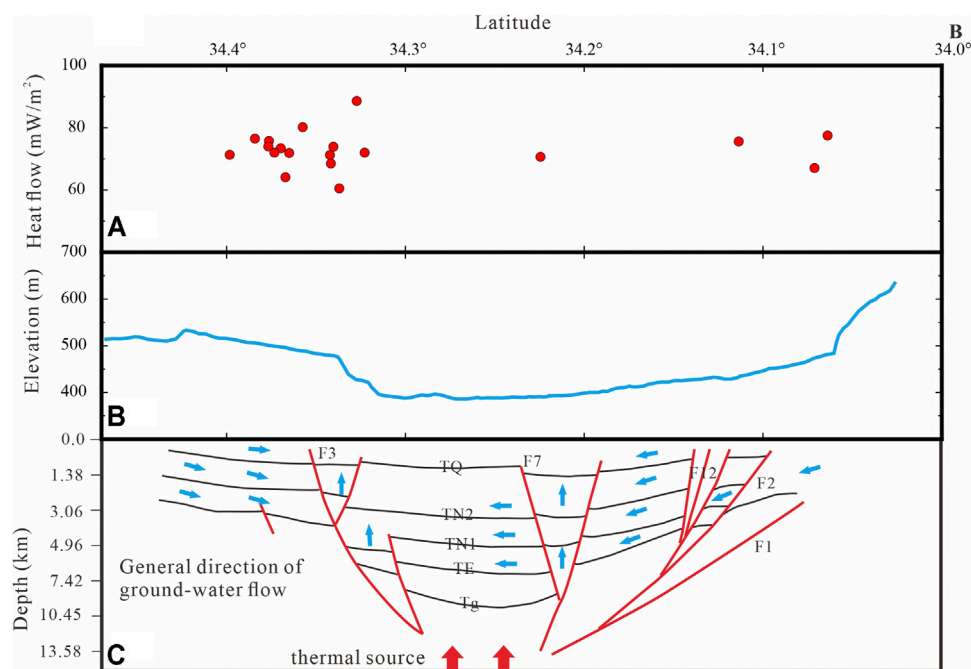 Latitude
B
34.4° 34.3° 34.2° 34.1° 34.0°
100
80
60
700
Heat flow (mW/m²)
A
600
500
400
0.0
Elevation (m)
B
F3 F7 F12 F2 F1
TQ
TN2
TN1
TE
Tg
1.38
3.06
4.96
7.42
10.45
13.58
Depth (km)
General direction of
ground-water flow
thermal source
C